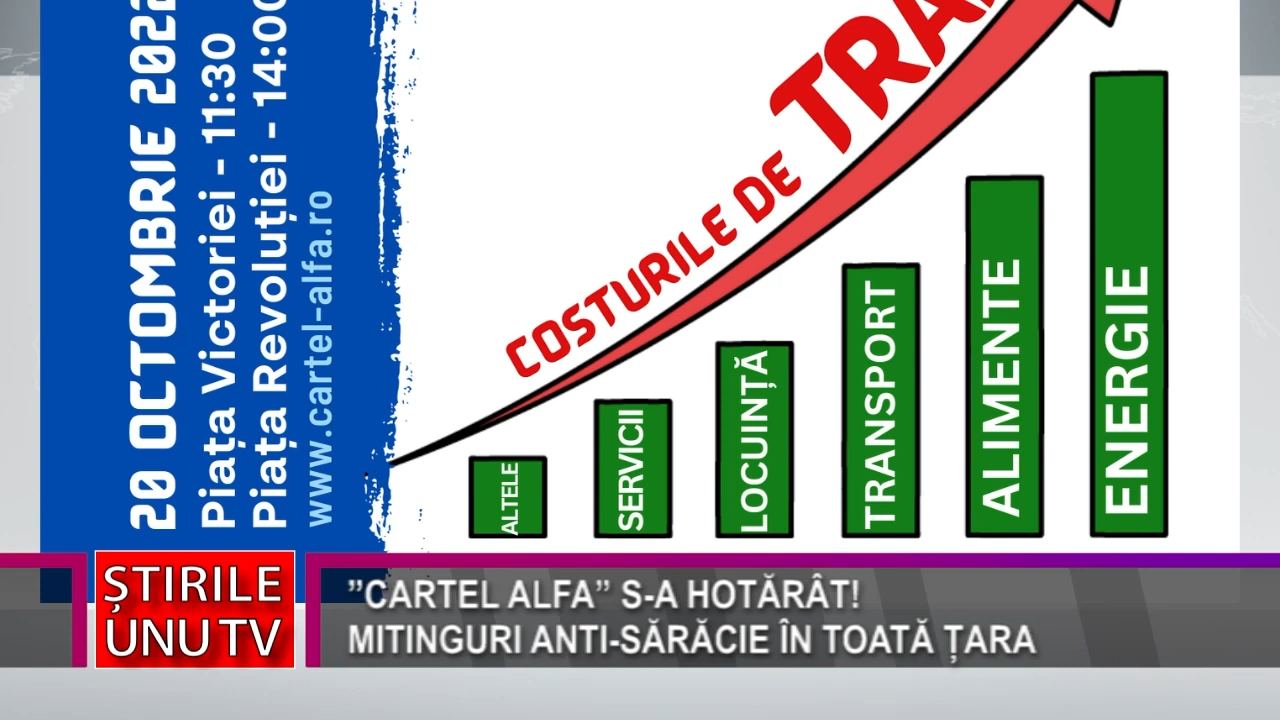 20 OCTOMBRIE 2022
Piața Victoriei - 11:30
Piața Revoluției - 14:00
www.cartel-alfa.ro
COSTURILE DE
ALTELE
SERVICII
LOCUINȚĂ
TRANSPORT
ALIMENTE
ENERGIE
ȘTIRILE
UNU TV
”CARTEL ALFA” S-A HOTĂRÂT!
MITINGURI ANTI-SĂRĂCIE ÎN TOATĂ ȚARA